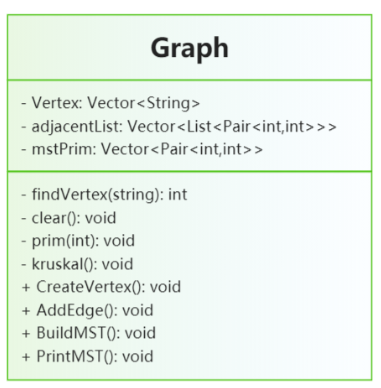 Graph
- Vertex: Vector<String>
- adjacentList: Vector<List<Pair<int,int>>>
- mstPrim: Vector<Pair<int,int>>
- findVertex(string): int
- clear(): void
- prim(int): void
- kruskal(): void
+ CreateVertex(): void
+ AddEdge(): void
+ BuildMST(): void
+ PrintMST(): void